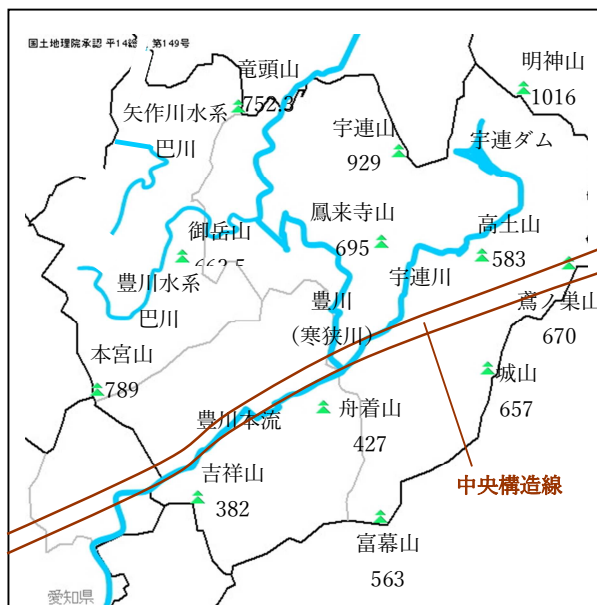 国土地理院承認 平14総 第149号
明神山
1016
竜頭山
752.3
矢作川水系
巴川
宇連山
929
宇連ダム
御岳山
鳳来寺山
695
高土山
583
豊川水系
巴川
豊川
(寒狭川)
宇連川
鳶ノ巣山
670
本宮山
789
城山
657
舟着山
427
豊川本流
吉祥山
382
中央構造線
富幕山
563
愛知県